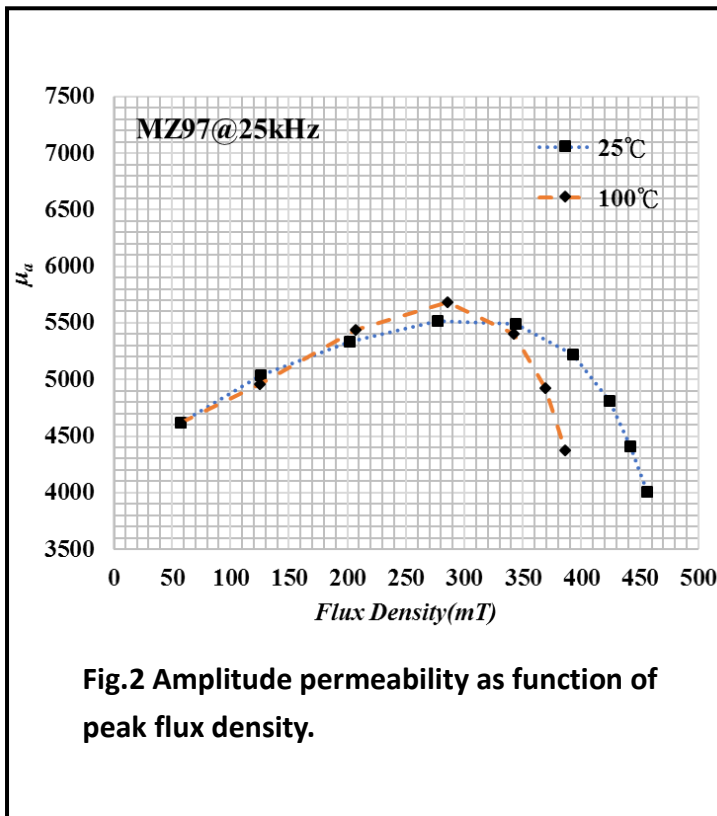 7500
7000
6500
6000
5500
5000
4500
4000
3500
μa
MZ97@25kHz
25℃
100℃
0 50 100 150 200 250 300 350 400 450 500
Flux Density(mT)
Fig.2 Amplitude permeability as function of
peak flux density.